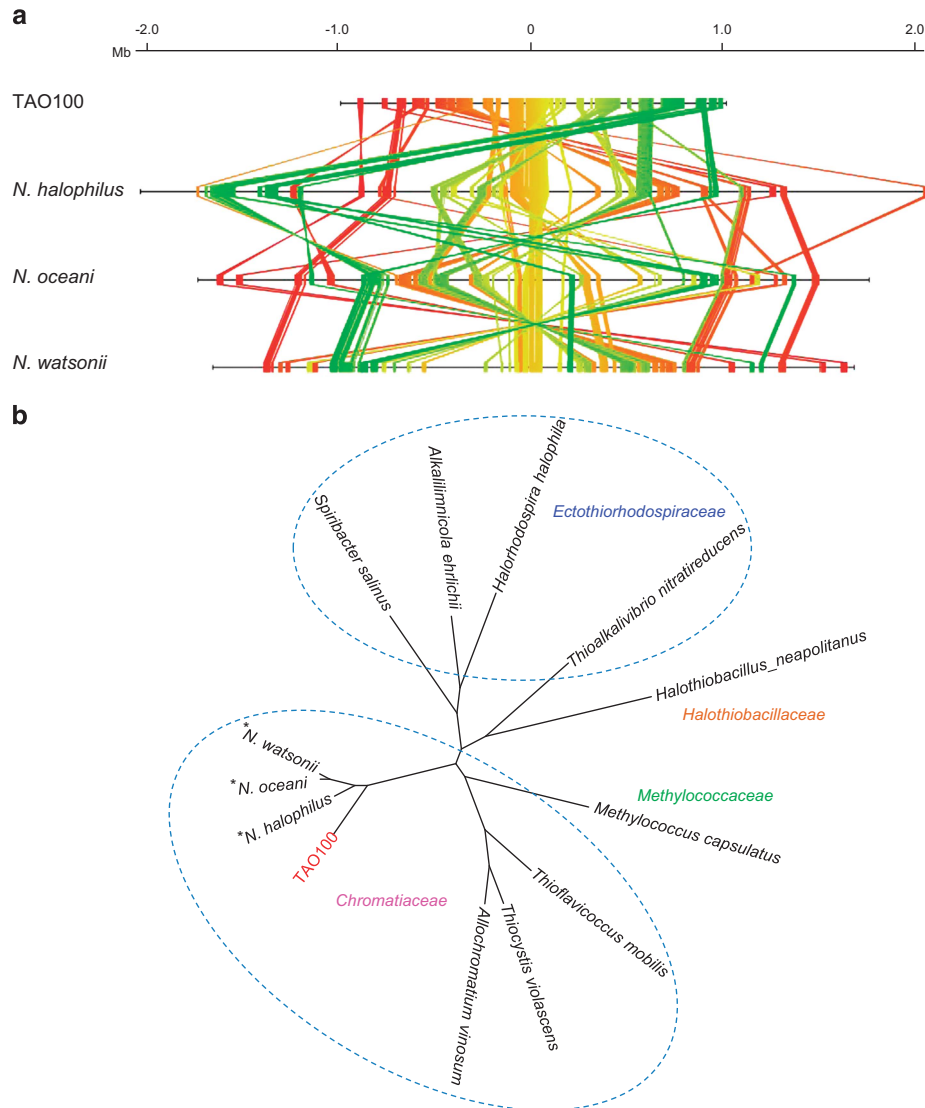 a
-2.0 -1.0 0 1.0 2.0
Mb
TAO100
N. halophilus
N. oceani
N. watsonii
b
Spiribacter salinus
Alkalilimnicola ehrlichii
Halorhodospira halophila
Ectothiorhodospiraceae
Thioalkalivibrio nitratireducens
Halothiobacillus_neapolitanus
Halothiobacillaceae
*N. watsonii
*N. oceani
*N. halophilus
TAO100
Methylococcaceae
Methylococcus capsulatus
Chromatiaceae
Thioflavicoccus mobilis
Thiocystis violascens
Allochromatium vinosum